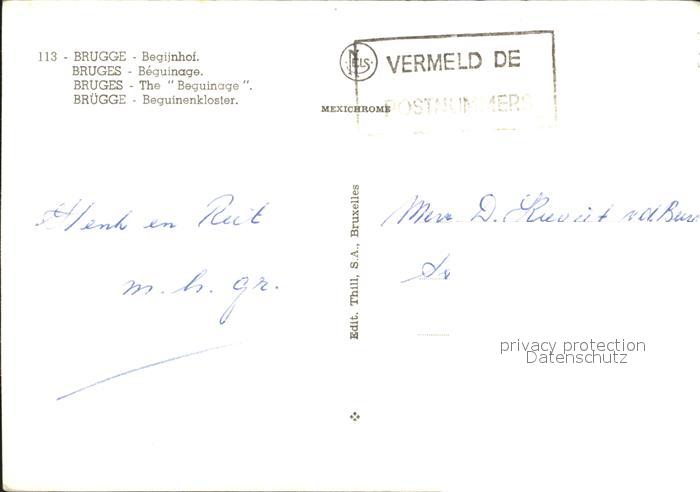 113 - BRUGGE - Begijnhof.
BRUGES - Béguinage.
BRUGES - The " Beguinage ".
BRÜGGE - Beguinenkloster.
NELS
MEXICHROME
VERMELD DE
POSTNUMMERS
Henk en Riet
m. h. gr.
Edit. Thill, S.A., Bruxelles
D.
privacy protection
Datenschutz